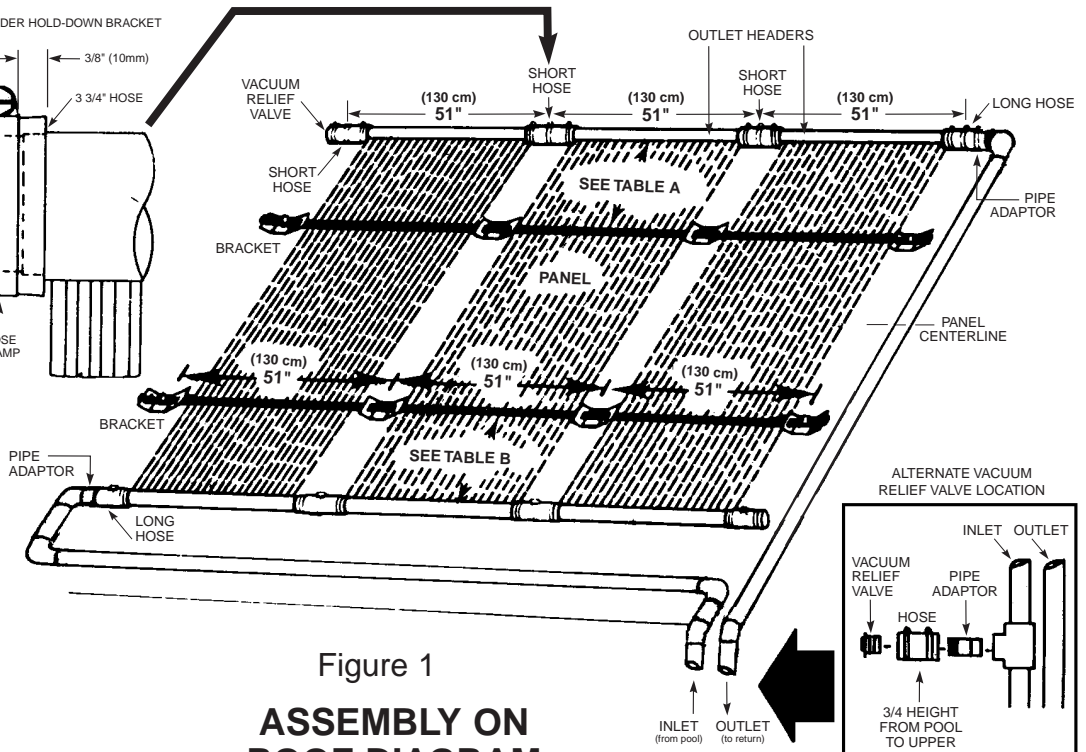 DER HOLD-DOWN BRACKET
3/8" (10mm)
3 3/4" HOSE
AMP
OUTLET HEADERS
VACUUM
RELIEF
VALVE
(130 cm)
51"
SHORT
HOSE
(130 cm)
51"
SHORT
HOSE
(130 cm)
51"
LONG HOSE
SHORT
HOSE
SEE TABLE A
PIPE
ADAPTOR
BRACKET
PANEL
PANEL
CENTERLINE
(130 cm)
51"
(130 cm)
51"
(130 cm)
51"
BRACKET
SEE TABLE B
PIPE
ADAPTOR
LONG
HOSE
ALTERNATE VACUUM
RELIEF VALVE LOCATION
INLET OUTLET
VACUUM
RELIEF
VALVE
PIPE
ADAPTOR
HOSE
3/4 HEIGHT
FROM POOL
TO UPPER
INLET
(from pool)
OUTLET
(to return)
Figure 1
ASSEMBLY ON
ROOF DIAGRAM